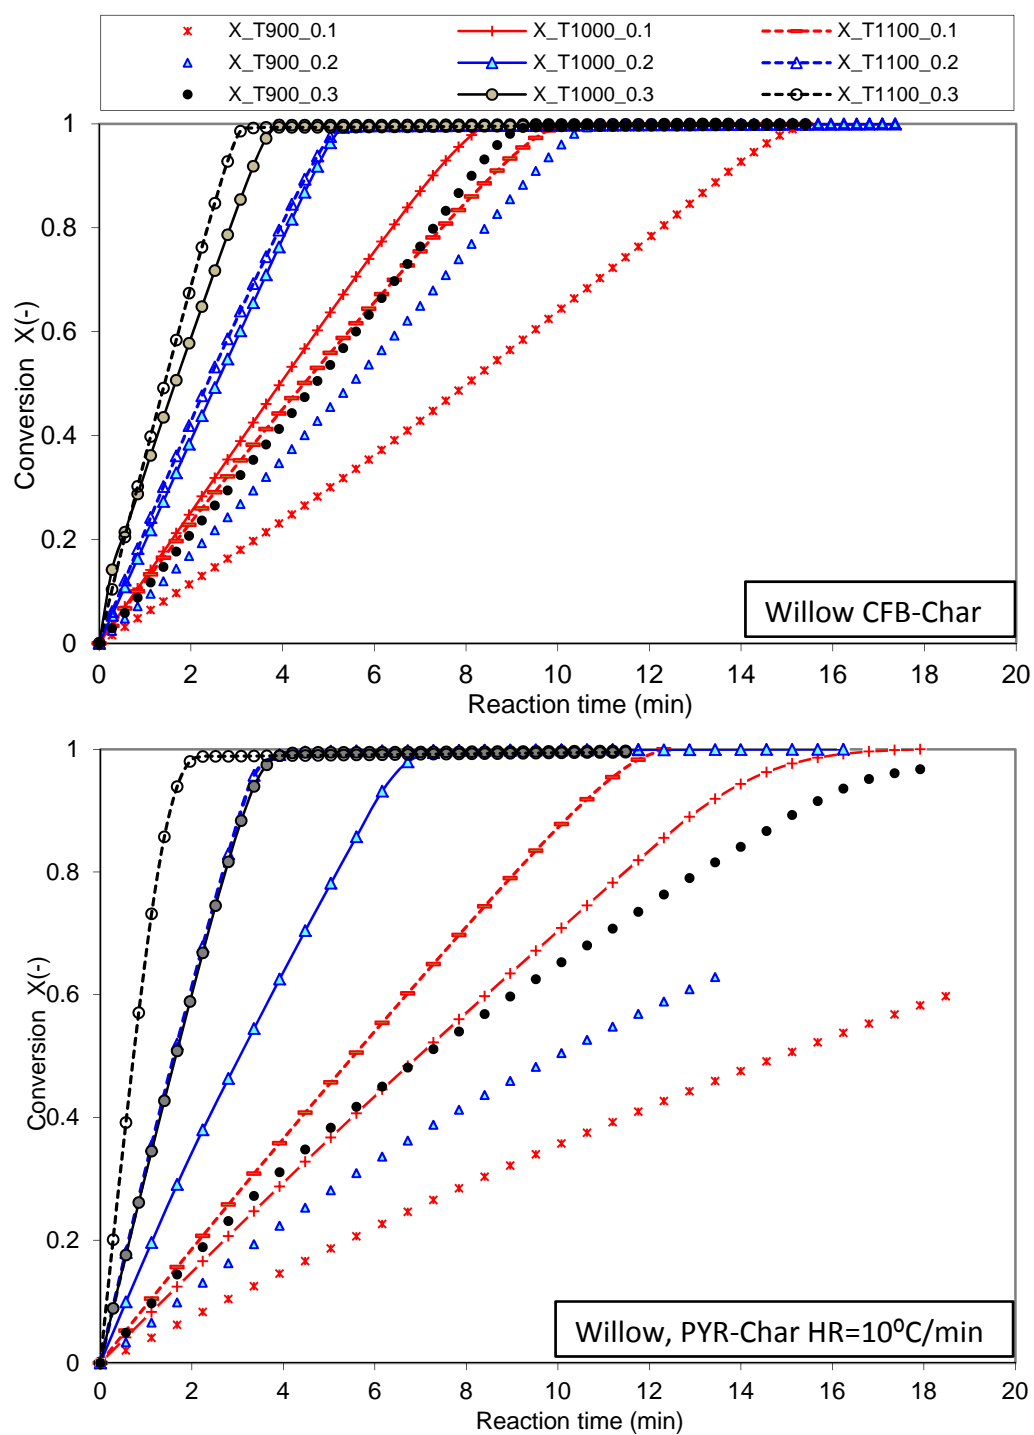 X_T900_0.1 X_T1000_0.1 X_T1100_0.1
X_T900_0.2 X_T1000_0.2 X_T1100_0.2
X_T900_0.3 X_T1000_0.3 X_T1100_0.3
1
0.8
0.6
0.4
0.2
0
Conversion X(-)
Willow CFB-Char
0 2 4 6 8 10 12 14 16 18 20
Reaction time (min)
1
0.8
0.6
0.4
0.2
0
Conversion X(-)
Willow, PYR-Char HR=10⁰C/min
0 2 4 6 8 10 12 14 16 18 20
Reaction time (min)